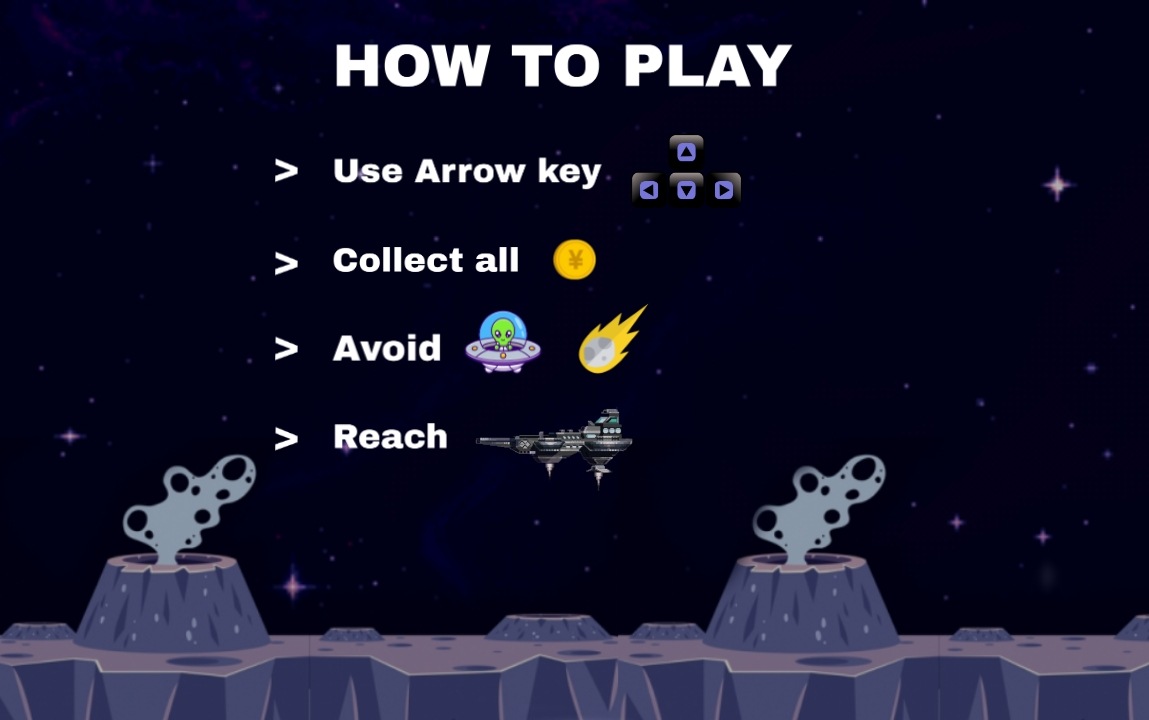 HOW TO PLAY
> Use Arrow key
> Collect all ¥
> Avoid
> Reach